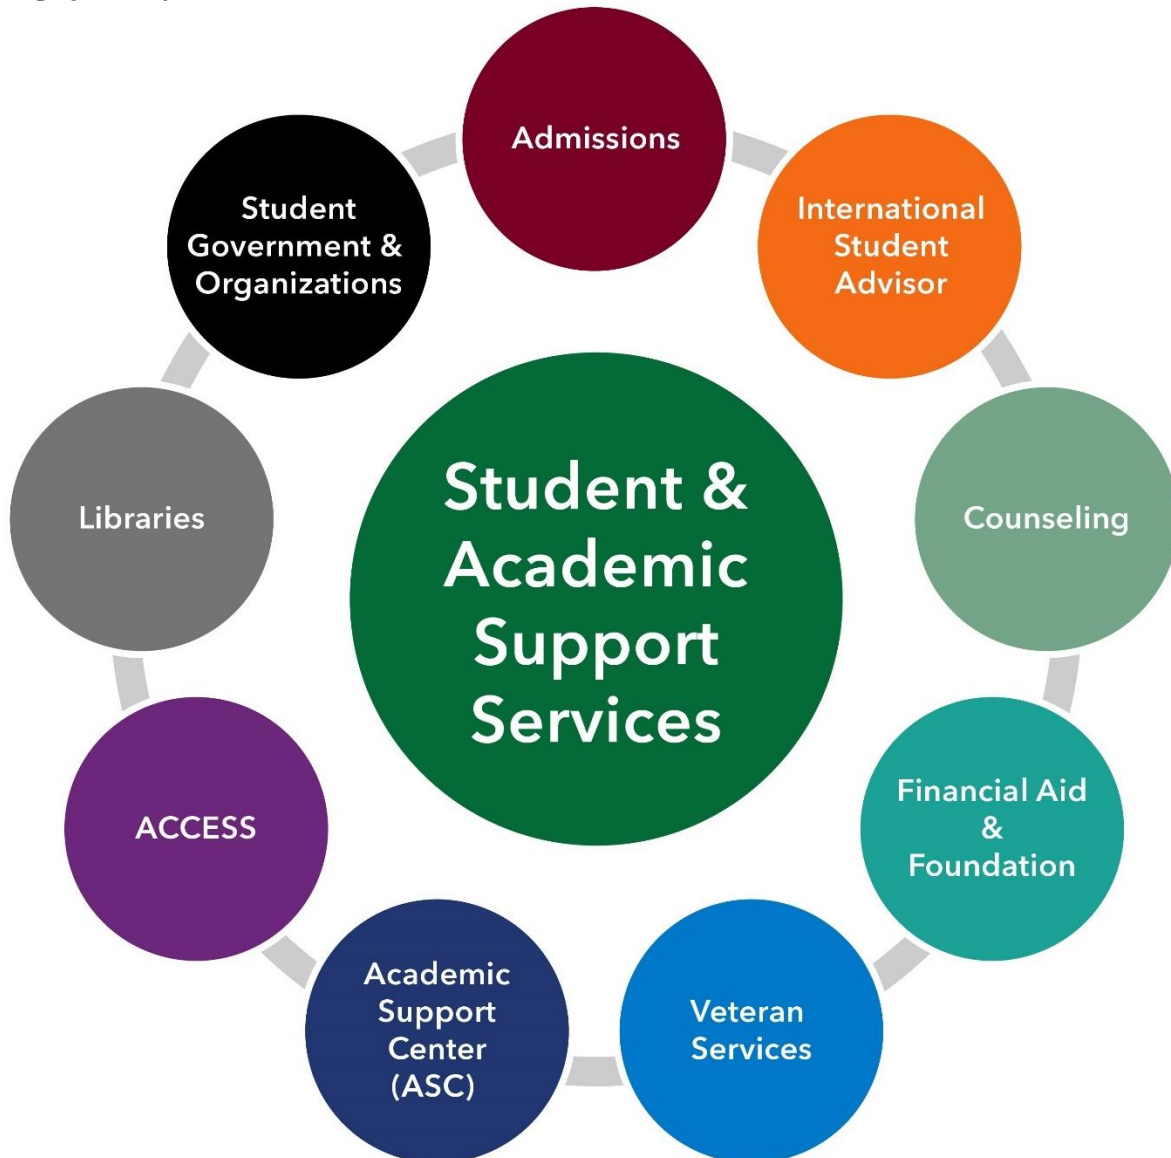 Admissions
International
Student
Advisor
Counseling
Financial Aid
&
Foundation
Veteran
Services
Academic
Support
Center
(ASC)
ACCESS
Libraries
Student
Government &
Organizations
Student &
Academic
Support
Services